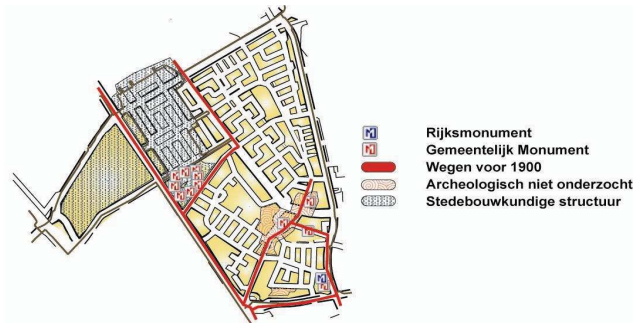 Rijksmonument
Gemeentelijk Monument
Wegen voor 1900
Archeologisch niet onderzocht
Stedebouwkundige structuur